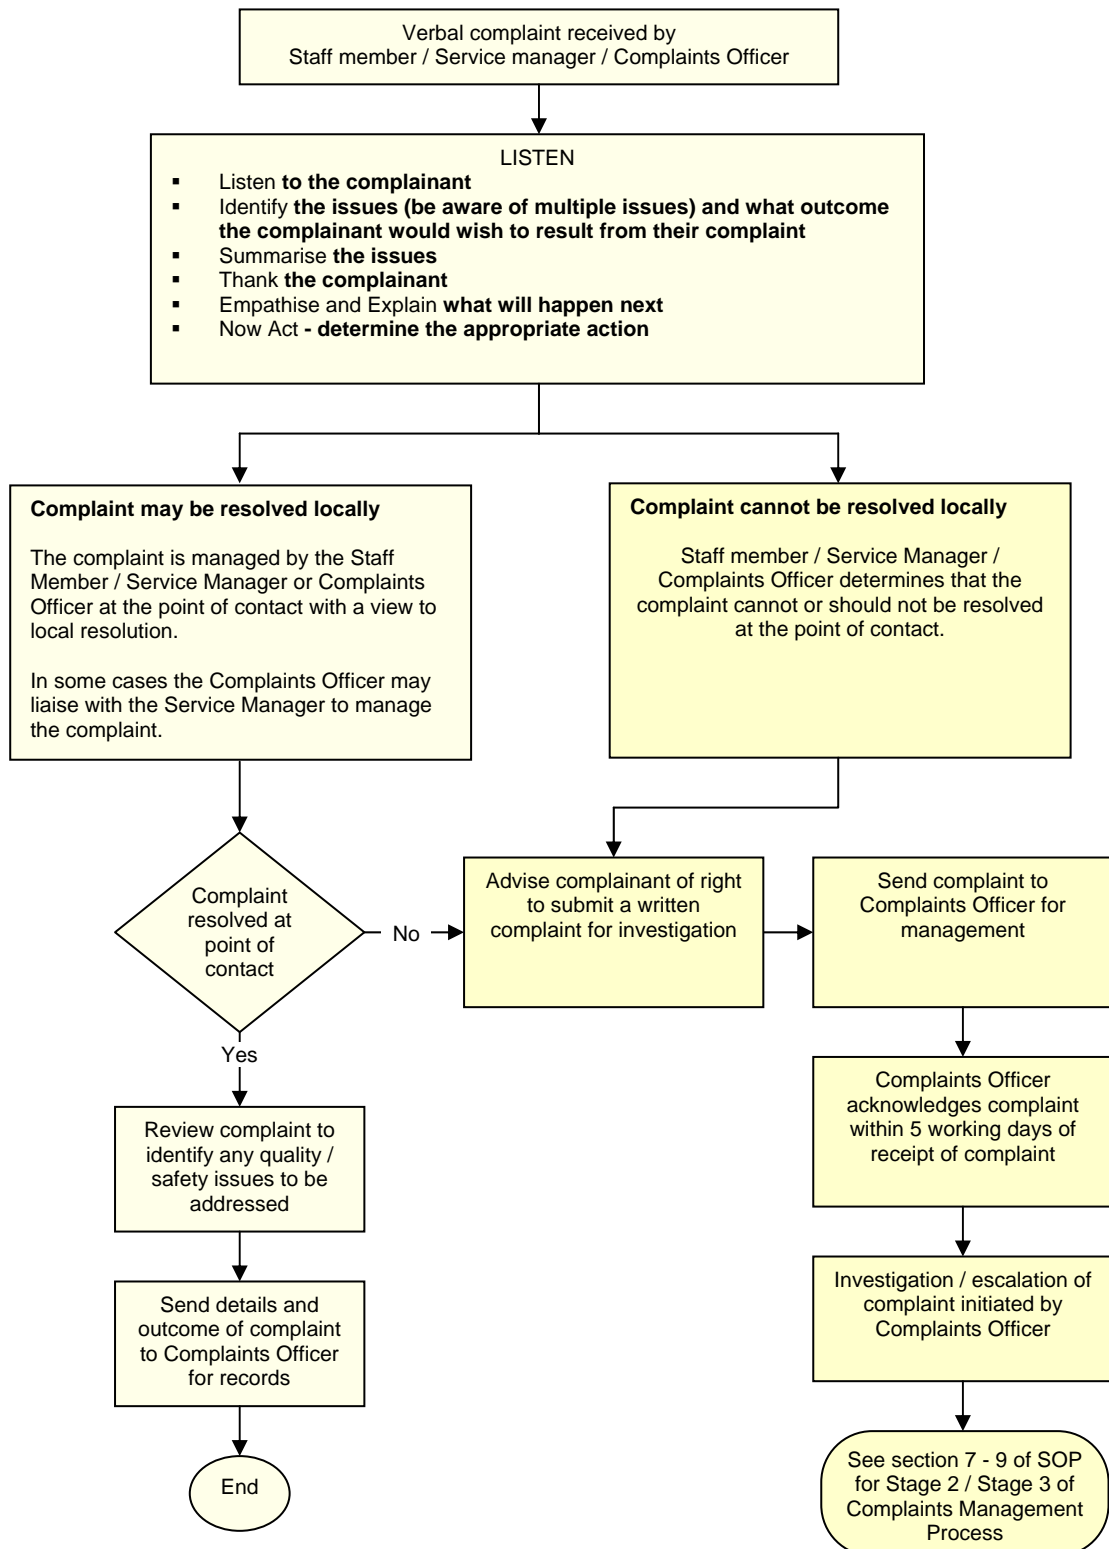 Verbal complaint received by
Staff member / Service manager / Complaints Officer
LISTEN
▪ Listen to the complainant
▪ Identify the issues (be aware of multiple issues) and what outcome
the complainant would wish to result from their complaint
▪ Summarise the issues
▪ Thank the complainant
▪ Empathise and Explain what will happen next
▪ Now Act - determine the appropriate action
Complaint may be resolved locally
The complaint is managed by the Staff
Member / Service Manager or Complaints
Officer at the point of contact with a view to
local resolution.
In some cases the Complaints Officer may
liaise with the Service Manager to manage
the complaint.
Complaint cannot be resolved locally
Staff member / Service Manager /
Complaints Officer determines that the
complaint cannot or should not be resolved
at the point of contact.
Complaint
resolved at
point of
contact
No
Advise complainant of right
to submit a written
complaint for investigation
Send complaint to
Complaints Officer for
management
Yes
Complaints Officer
acknowledges complaint
within 5 working days of
receipt of complaint
Review complaint to
identify any quality /
safety issues to be
addressed
Investigation / escalation of
complaint initiated by
Complaints Officer
Send details and
outcome of complaint
to Complaints Officer
for records
End
See section 7 - 9 of SOP
for Stage 2 / Stage 3 of
Complaints Management
Process